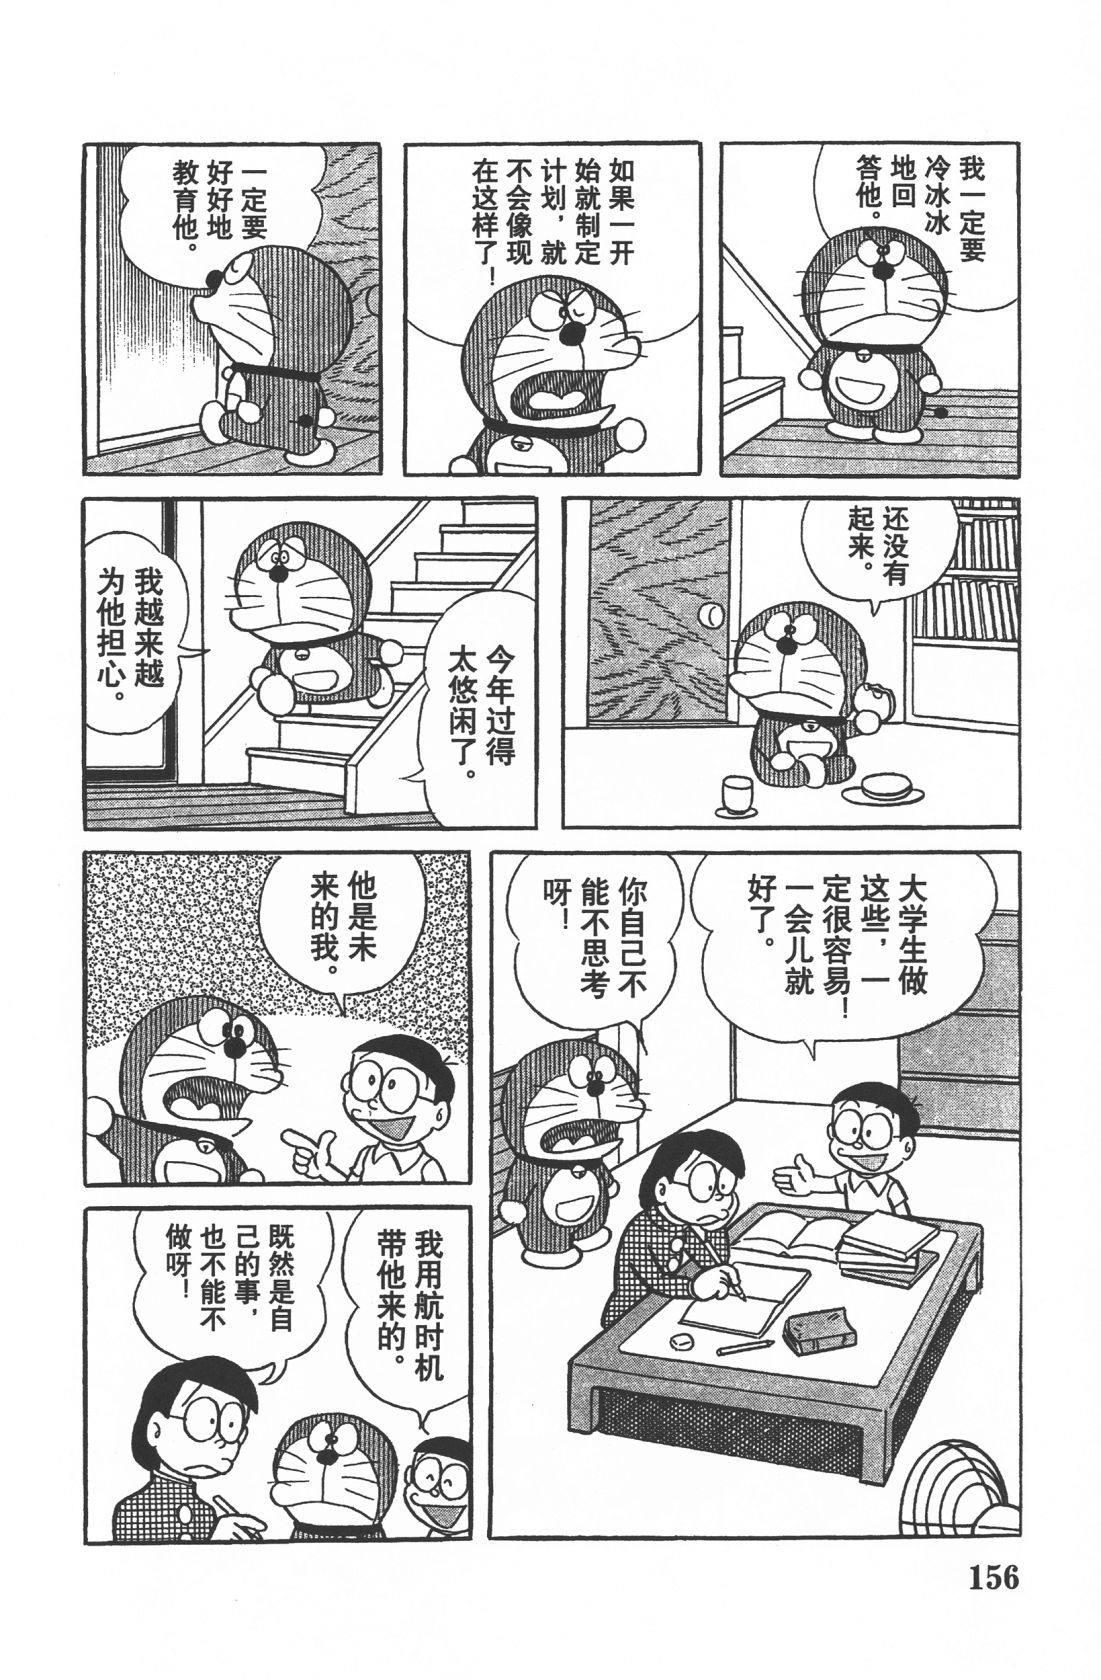 我一定要
冷冰冰
地回
答他。
如果一开
始就制定
计划，就
不会像现
在这样了！
一定要
好好地
教育他。
还没有
起来。
今年过得
太悠闲了。
我越来越
为他担心。
大学生做
这些，一
定很容易！
一会儿就
好了。
你自己不
能不思考
呀！
他是未
来的我。
我用航时机
带他来的。
既然是自
己的事，
也不能不
做呀！
156